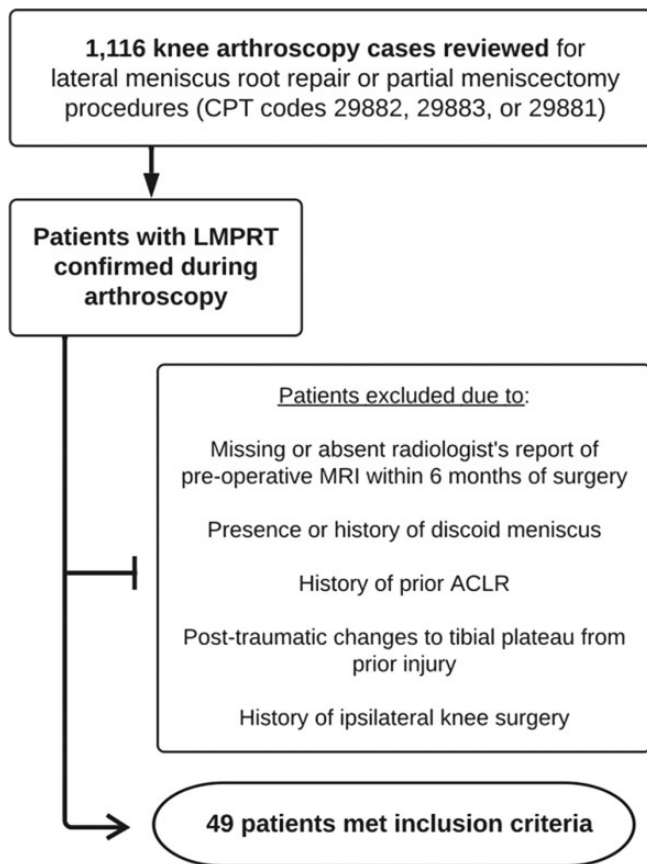 1,116 knee arthroscopy cases reviewed for
lateral meniscus root repair or partial meniscectomy
procedures (CPT codes 29882, 29883, or 29881)
Patients with LMPRT
confirmed during
arthroscopy
Patients excluded due to:
Missing or absent radiologist's report of
pre-operative MRI within 6 months of surgery
Presence or history of discoid meniscus
History of prior ACLR
Post-traumatic changes to tibial plateau from
prior injury
History of ipsilateral knee surgery
49 patients met inclusion criteria